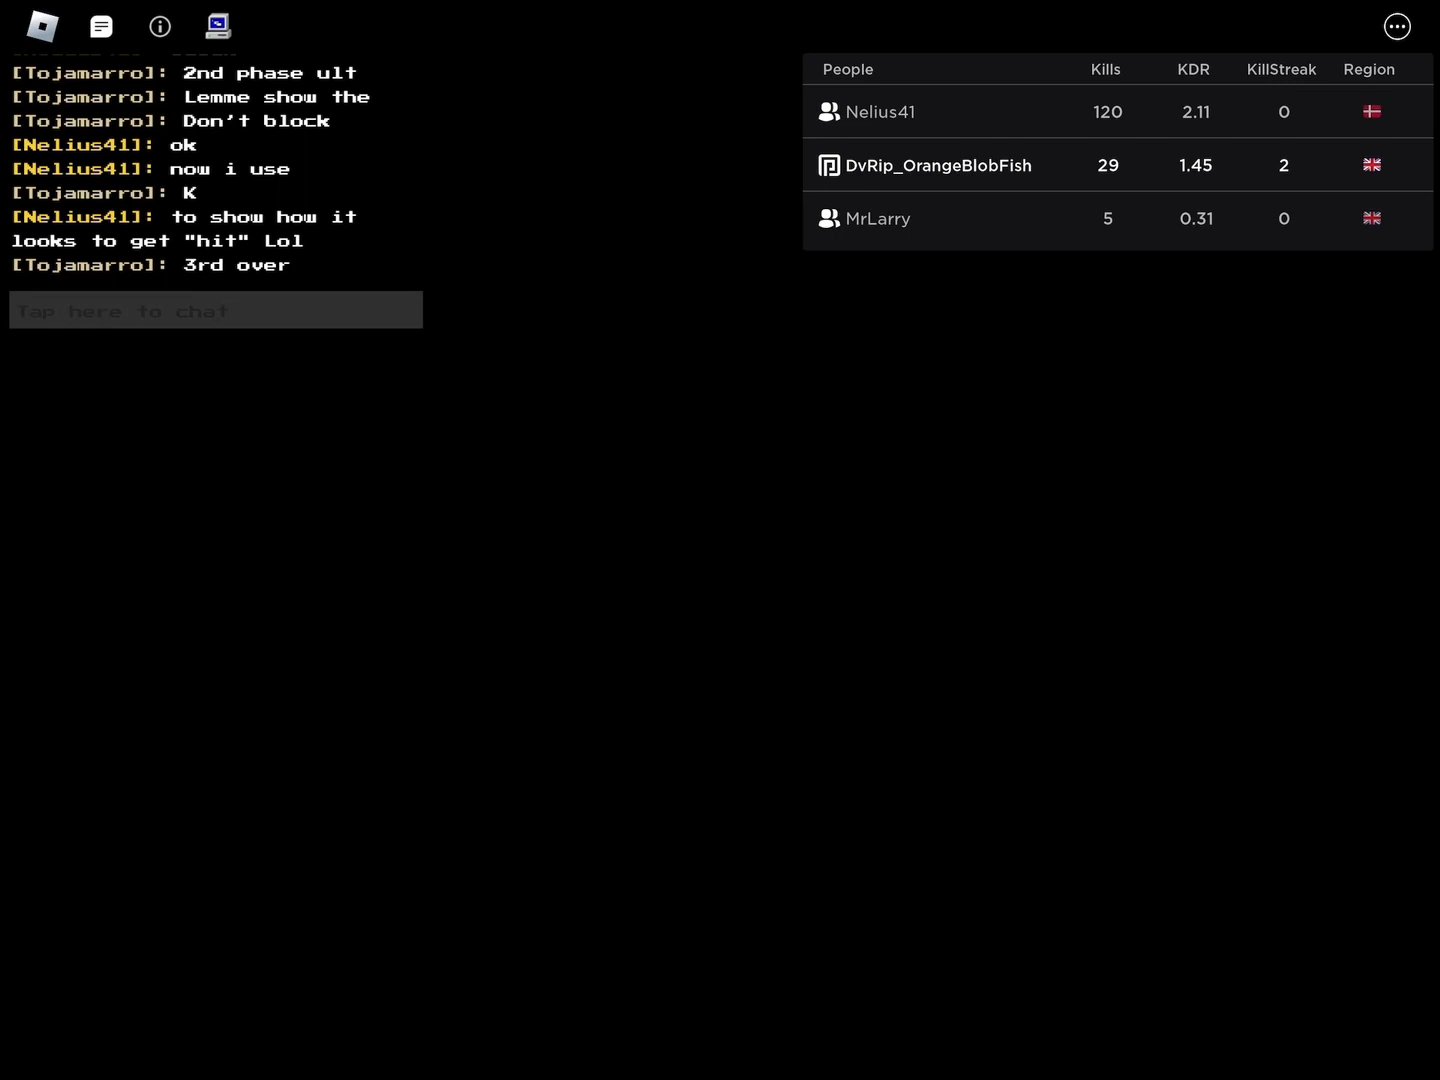 [Tojamarro]: 2nd phase ult
[Tojamarro]: Lemme show the
[Tojamarro]: Don't block
[Nelius41]: ok
[Nelius41]: now i use
[Tojamarro]: K
[Nelius41]: to show how it
looks to get "hit" Lol
[Tojamarro]: 3rd over
Tap here to chat
People Kills KDR KillStreak Region
Nelius41 120 2.11 0
DvRip_OrangeBlobFish 29 1.45 2
MrLarry 5 0.31 0